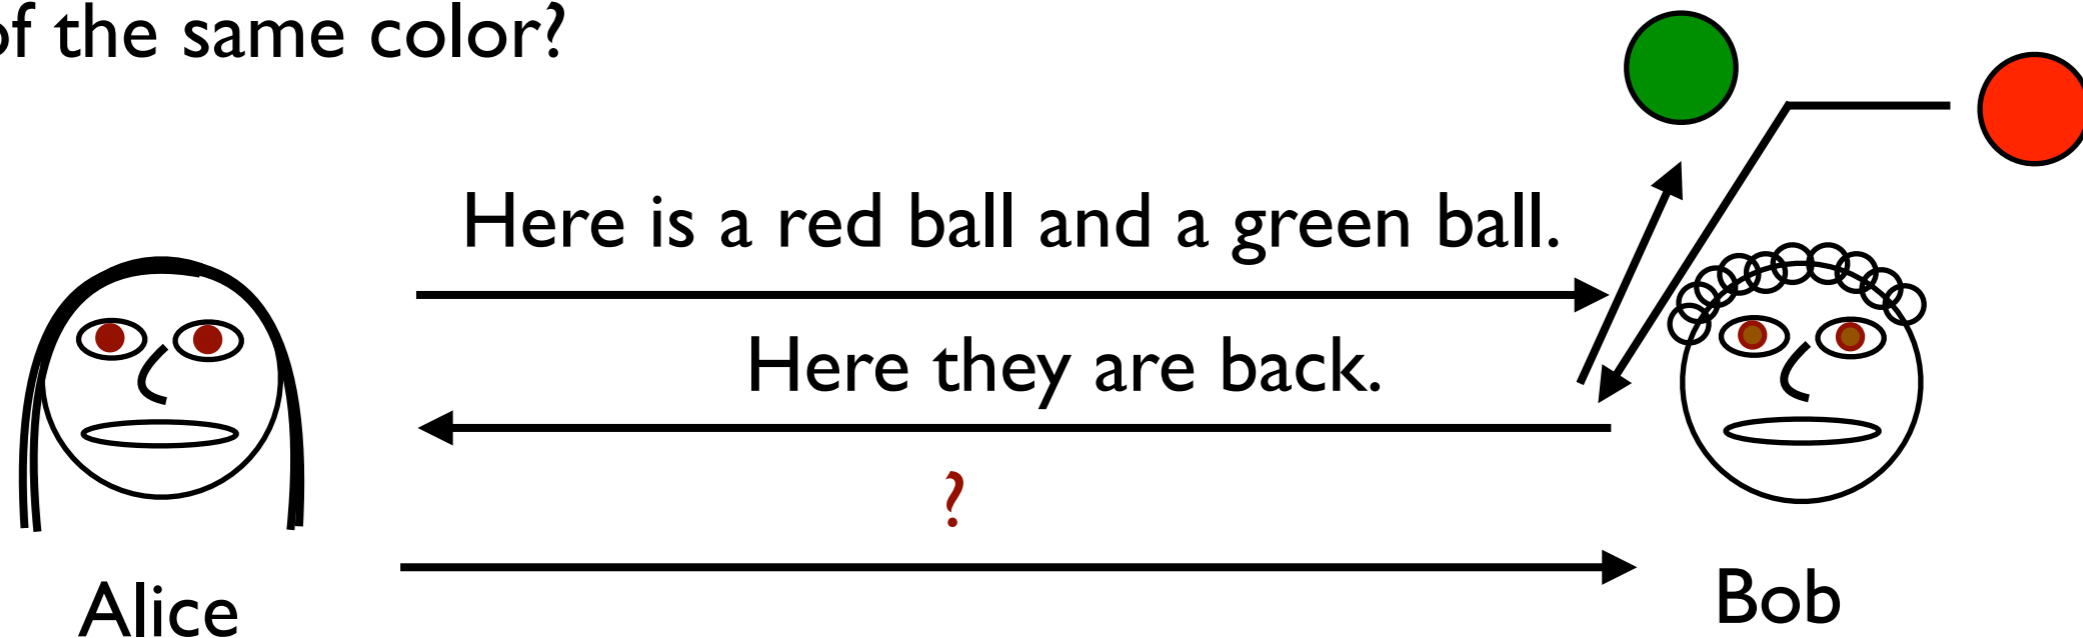 of the same color?
Here is a red ball and a green ball.
Here they are back.
?
Alice
Bob